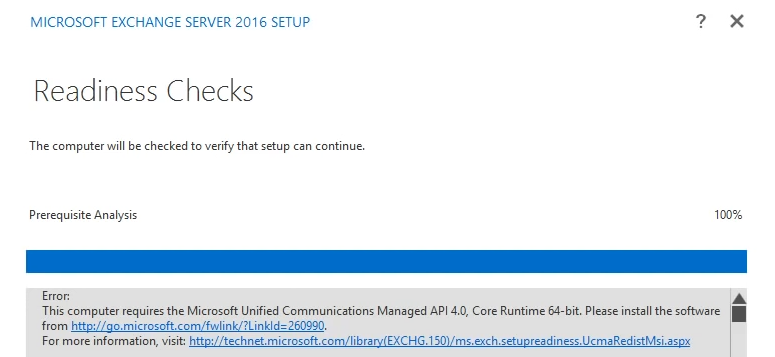 MICROSOFT EXCHANGE SERVER 2016 SETUP
? ✕
Readiness Checks
The computer will be checked to verify that setup can continue.
Prerequisite Analysis 100%
Error:
This computer requires the Microsoft Unified Communications Managed API 4.0, Core Runtime 64-bit. Please install the software
from http://go.microsoft.com/fwlink/?LinkId=260990.
For more information, visit: http://technet.microsoft.com/library(EXCHG.150)/ms.exch.setupreadiness.UcmaRedistMsi.aspx